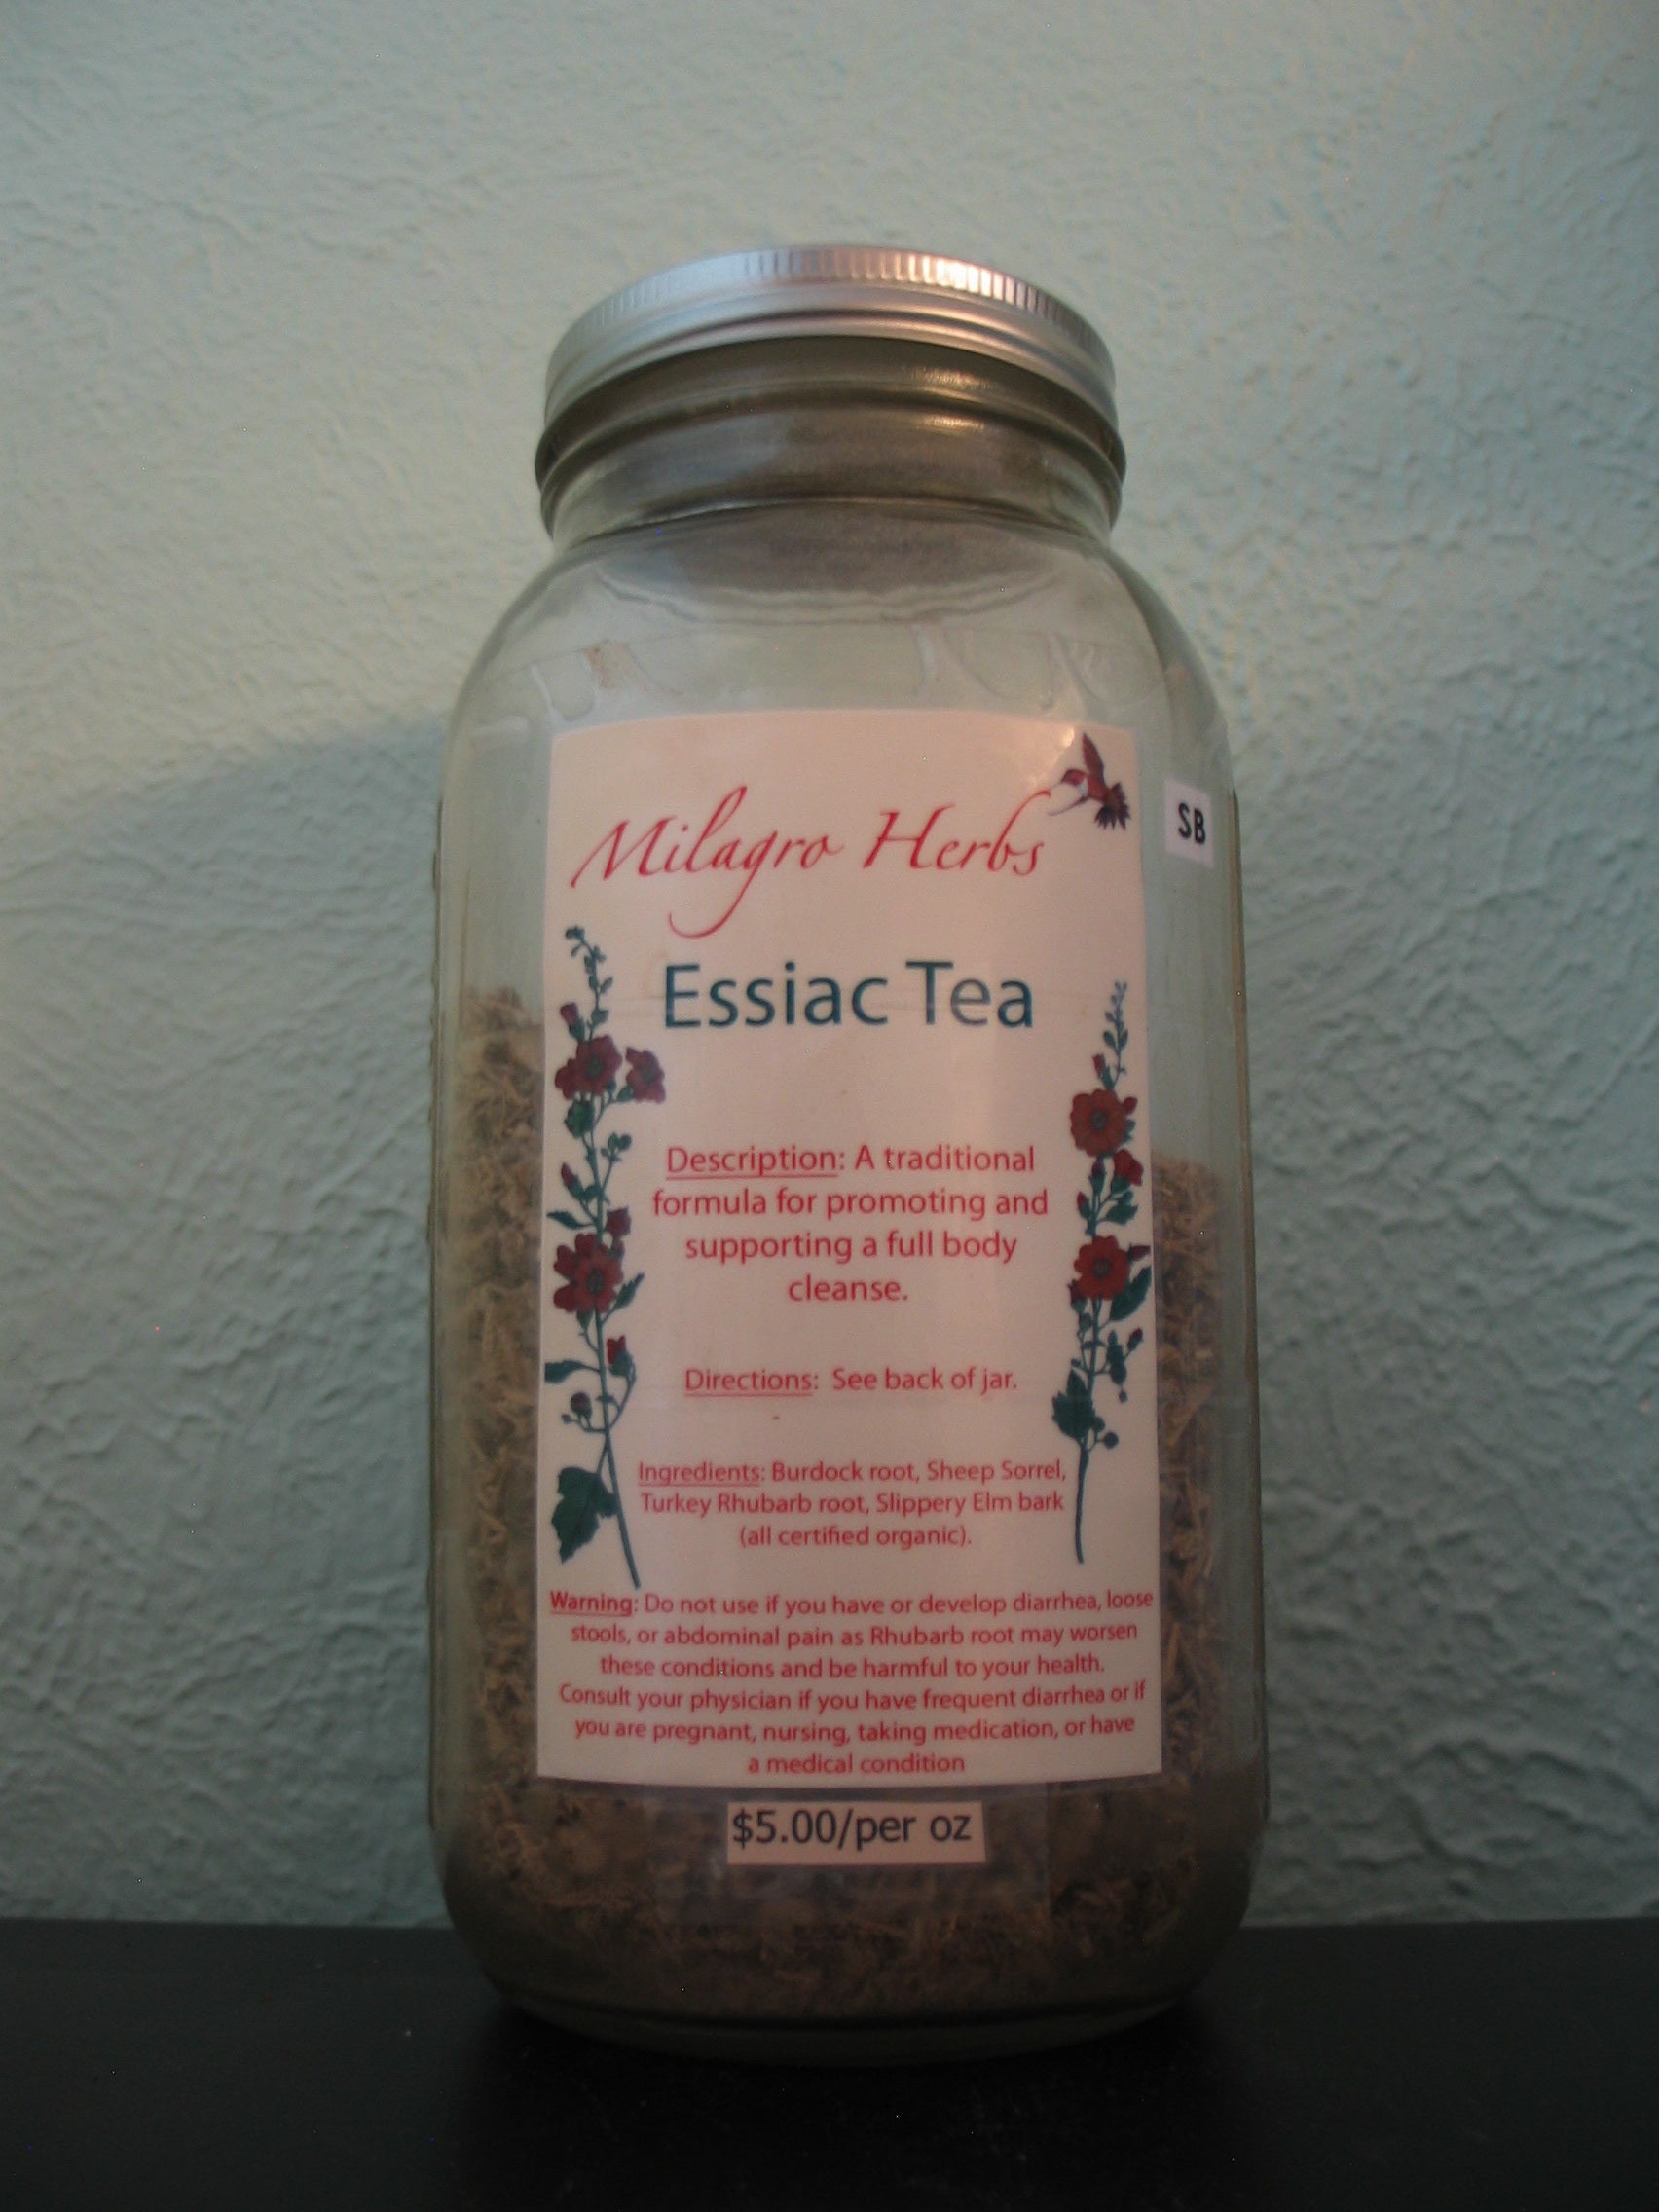 Milagro Herbs
SB
Essiac Tea
Description: A traditional
formula for promoting and
supporting a full body
cleanse.
Directions: See back of jar.
Ingredients: Burdock root, Sheep Sorrel,
Turkey Rhubarb root, Slippery Elm bark
(all certified organic).
Warning: Do not use if you have or develop diarrhea, loose
stools, or abdominal pain as Rhubarb root may worsen
these conditions and be harmful to your health.
Consult your physician if you have frequent diarrhea or if
you are pregnant, nursing, taking medication, or have
a medical condition
$5.00/per oz